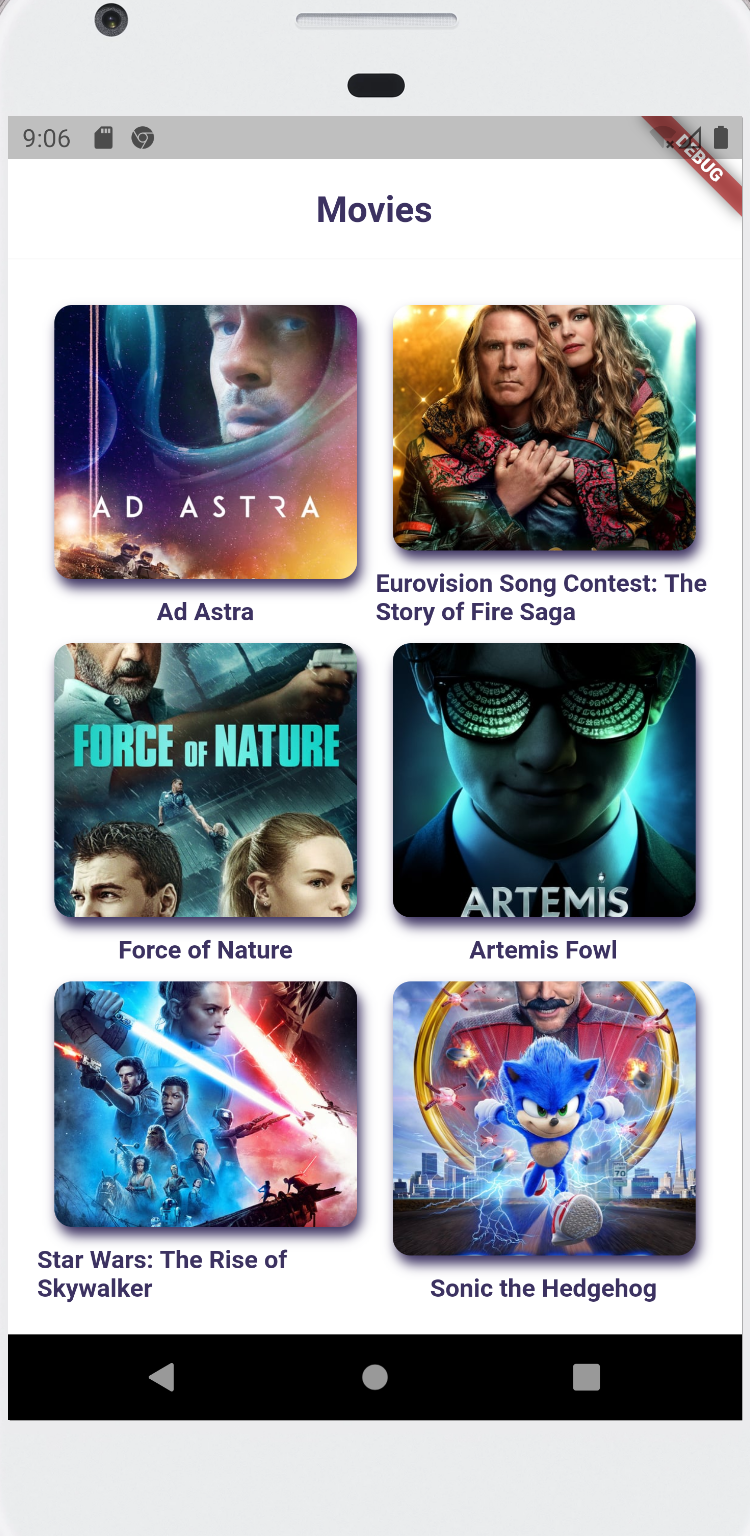 9:06
DEBUG
Movies
AD ASTRA
Ad Astra
Eurovision Song Contest: The
Story of Fire Saga
FORCE OF NATURE
ARTEMIS
Force of Nature
Artemis Fowl
70
Star Wars: The Rise of
Skywalker
Sonic the Hedgehog